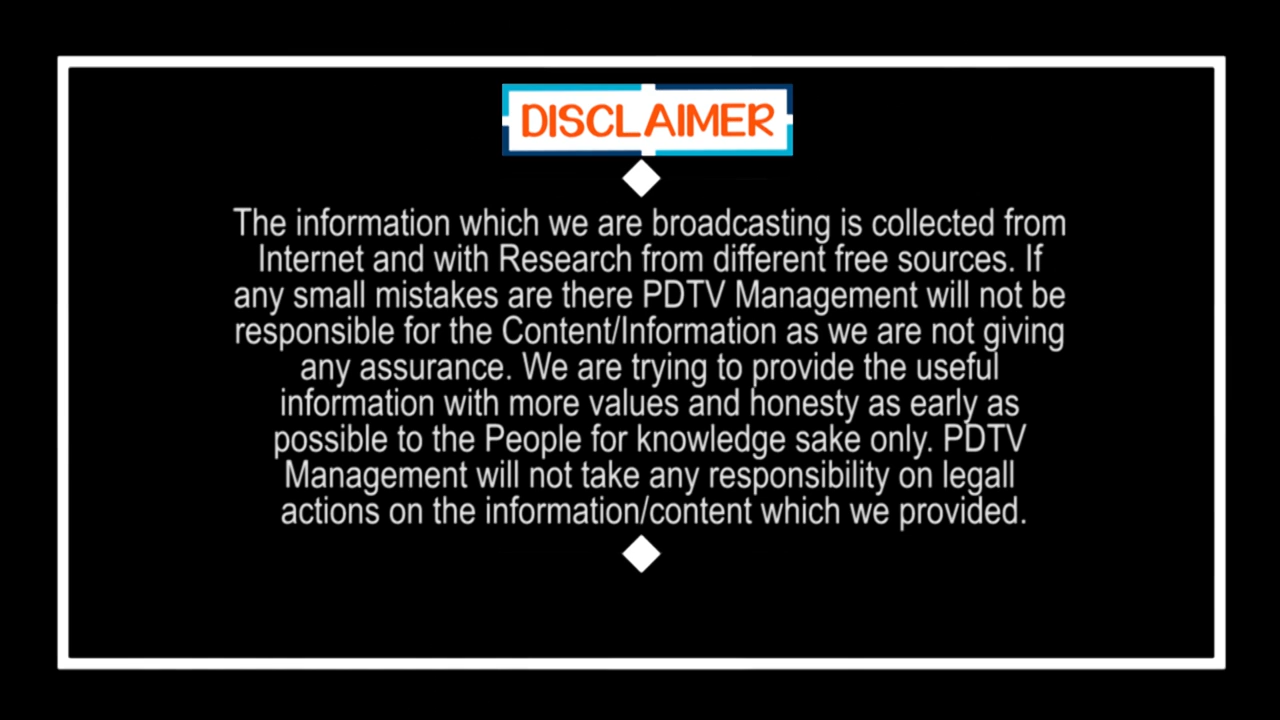 DISCLAIMER
The information which we are broadcasting is collected from
Internet and with Research from different free sources. If
any small mistakes are there PDTV Management will not be
responsible for the Content/Information as we are not giving
any assurance. We are trying to provide the useful
information with more values and honesty as early as
possible to the People for knowledge sake only. PDTV
Management will not take any responsibility on legall
actions on the information/content which we provided.